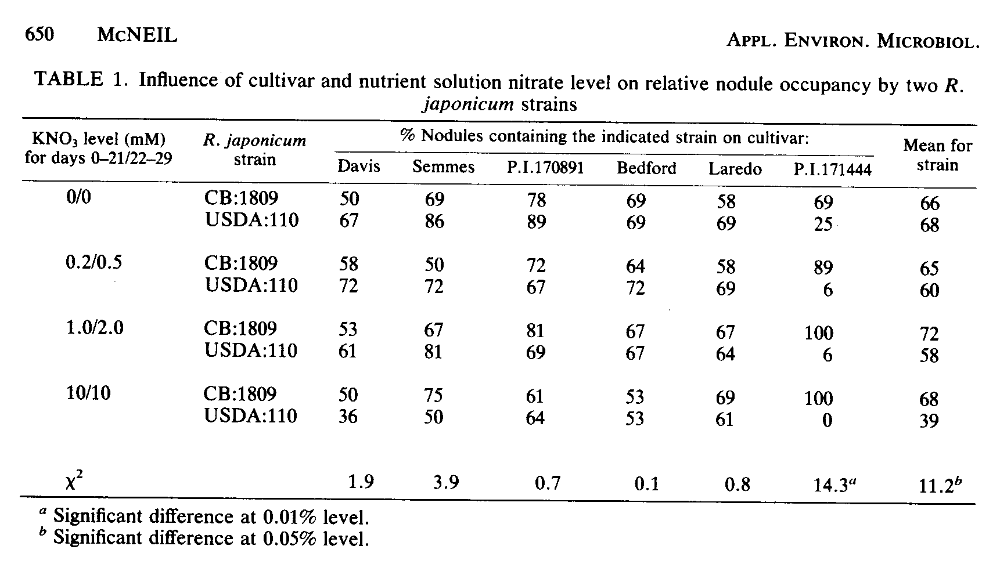 650 McNEIL APPL. ENVIRON. MICROBIOL.
TABLE 1. Influence of cultivar and nutrient solution nitrate level on relative nodule occupancy by two R.
japonicum strains
KNO₃ level (mM) for days 0–21/22–29 R. japonicum strain % Nodules containing the indicated strain on cultivar: Mean for strain
Davis Semmes P.I.170891 Bedford Laredo P.I.171444
0/0 CB:1809 50 69 78 69 58 69 66
USDA:110 67 86 89 69 69 25 68
0.2/0.5 CB:1809 58 50 72 64 58 89 65
USDA:110 72 72 67 72 69 6 60
1.0/2.0 CB:1809 53 67 81 67 67 100 72
USDA:110 61 81 69 67 64 6 58
10/10 CB:1809 50 75 61 53 69 100 68
USDA:110 36 50 64 53 61 0 39
χ² 1.9 3.9 0.7 0.1 0.8 14.3ᵃ 11.2ᵇ
ᵃ Significant difference at 0.01% level.
ᵇ Significant difference at 0.05% level.